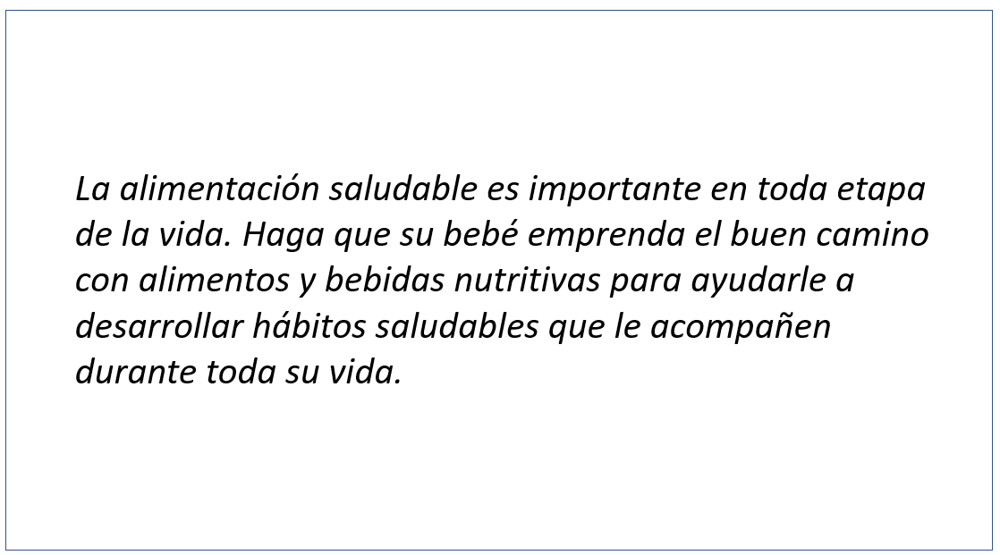 La alimentación saludable es importante en toda etapa
de la vida. Haga que su bebé emprenda el buen camino
con alimentos y bebidas nutritivas para ayudarle a
desarrollar hábitos saludables que le acompañen
durante toda su vida.